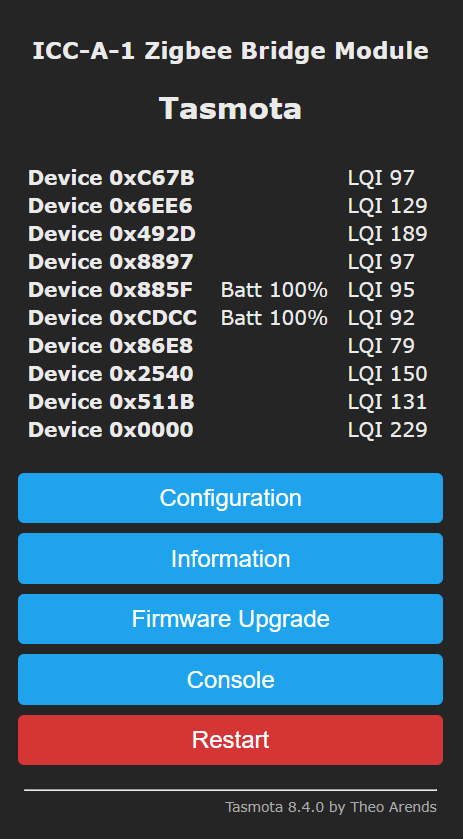 ICC-A-1 Zigbee Bridge Module
Tasmota
Device 0xC67B LQI 97
Device 0x6EE6 LQI 129
Device 0x492D LQI 189
Device 0x8897 LQI 97
Device 0x885F Batt 100% LQI 95
Device 0xCDCC Batt 100% LQI 92
Device 0x86E8 LQI 79
Device 0x2540 LQI 150
Device 0x511B LQI 131
Device 0x0000 LQI 229
Configuration
Information
Firmware Upgrade
Console
Restart
Tasmota 8.4.0 by Theo Arends